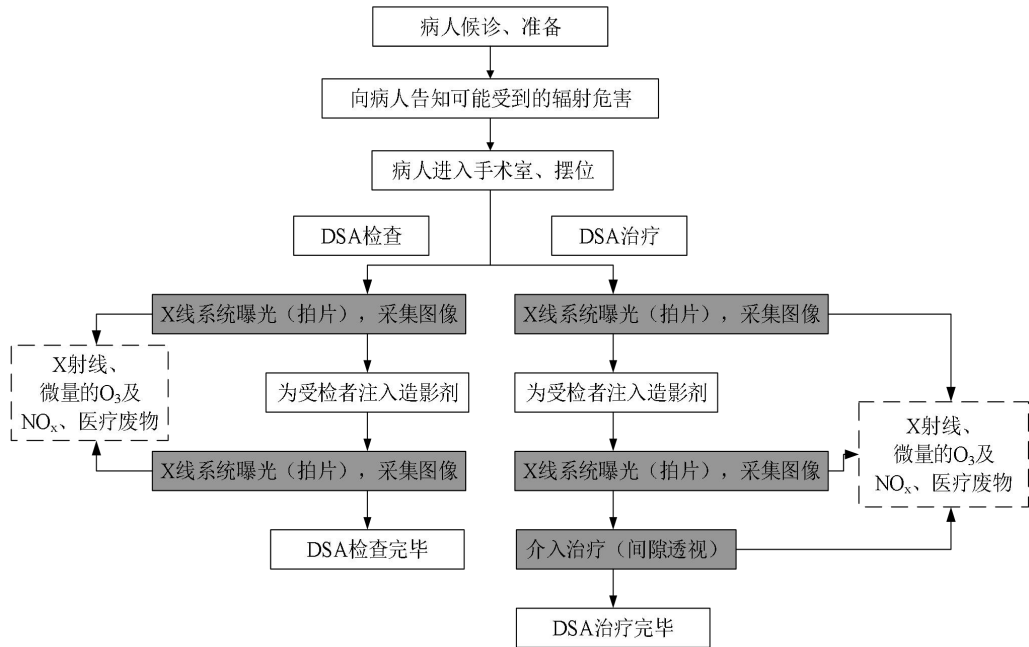 病人候诊、准备
向病人告知可能受到的辐射危害
病人进入手术室、摆位
DSA检查
DSA治疗
X线系统曝光（拍片），采集图像
X线系统曝光（拍片），采集图像
X射线、
微量的O₃及
NOₓ、医疗废物
为受检者注入造影剂
为受检者注入造影剂
X射线、
微量的O₃及
NOₓ、医疗废物
X线系统曝光（拍片），采集图像
X线系统曝光（拍片），采集图像
DSA检查完毕
介入治疗（间隙透视）
DSA治疗完毕